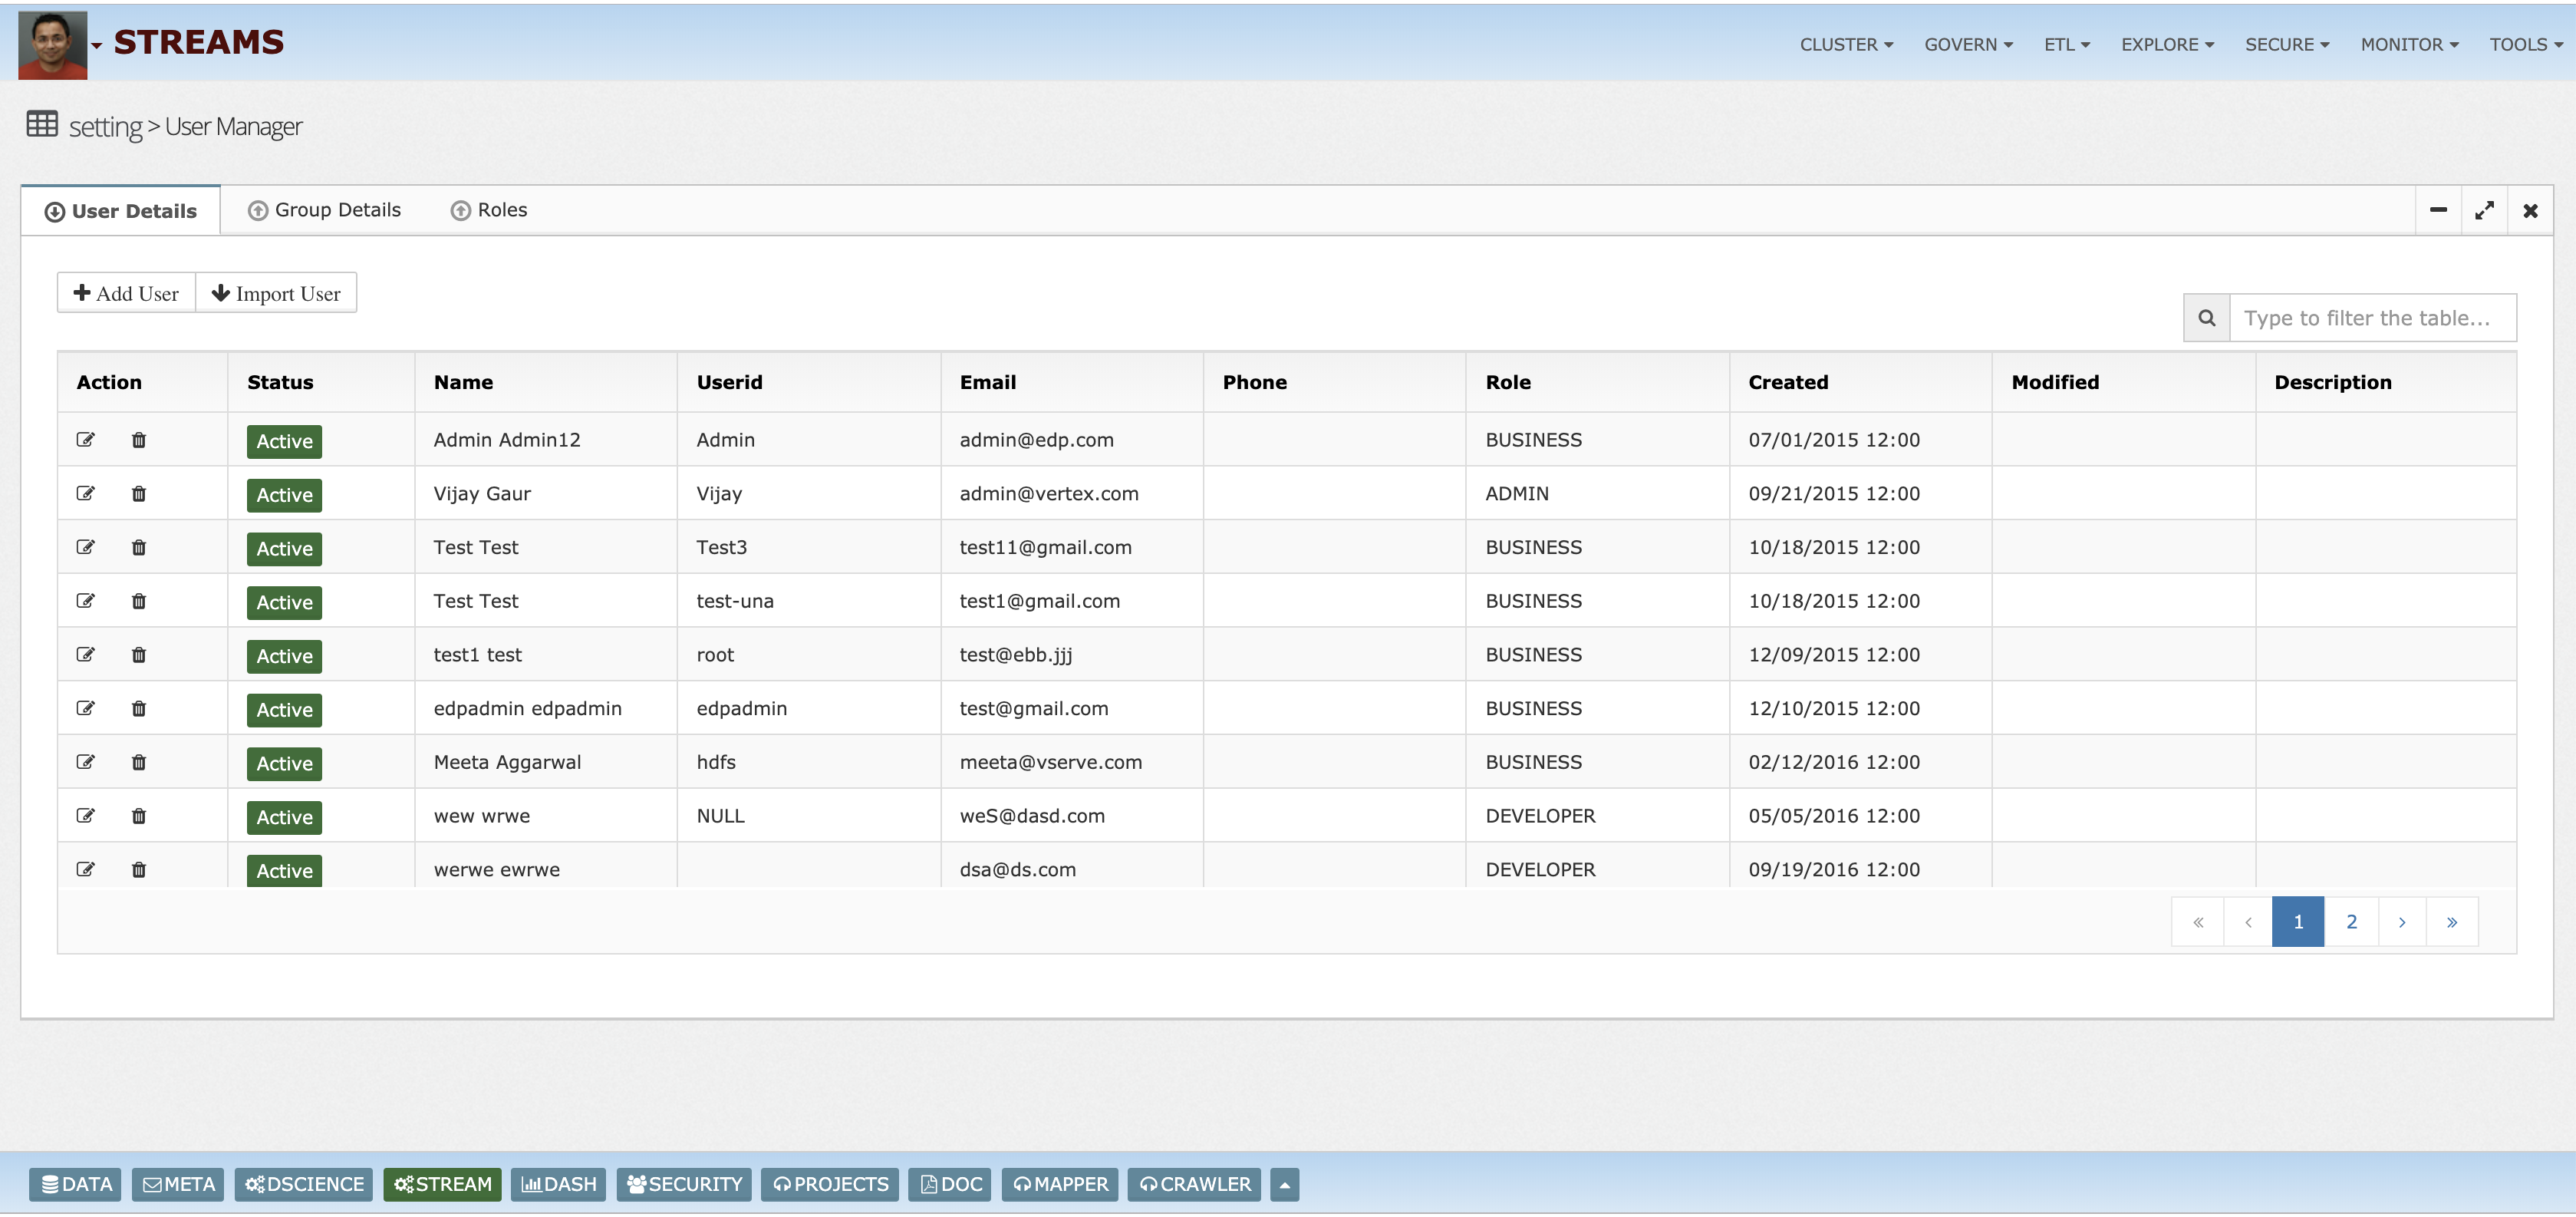 STREAMS CLUSTER GOVERN ETL EXPLORE SECURE MONITOR TOOLS
setting > User Manager
User Details Group Details Roles
Add User Import User
Type to filter the table...
Action Status Name Userid Email Phone Role Created Modified Description
Active Admin Admin12 Admin admin@edp.com BUSINESS 07/01/2015 12:00
Active Vijay Gaur Vijay admin@vertex.com ADMIN 09/21/2015 12:00
Active Test Test Test3 test11@gmail.com BUSINESS 10/18/2015 12:00
Active Test Test test-una test1@gmail.com BUSINESS 10/18/2015 12:00
Active test1 test root test@ebb.jjj BUSINESS 12/09/2015 12:00
Active edpadmin edpadmin edpadmin test@gmail.com BUSINESS 12/10/2015 12:00
Active Meeta Aggarwal hdfs meeta@vserve.com BUSINESS 02/12/2016 12:00
Active wew wrwe NULL weS@dasd.com DEVELOPER 05/05/2016 12:00
Active werwe ewrwe dsa@ds.com DEVELOPER 09/19/2016 12:00
« ‹ 1 2 › »
DATA META DSCIENCE STREAM DASH SECURITY PROJECTS DOC MAPPER CRAWLER